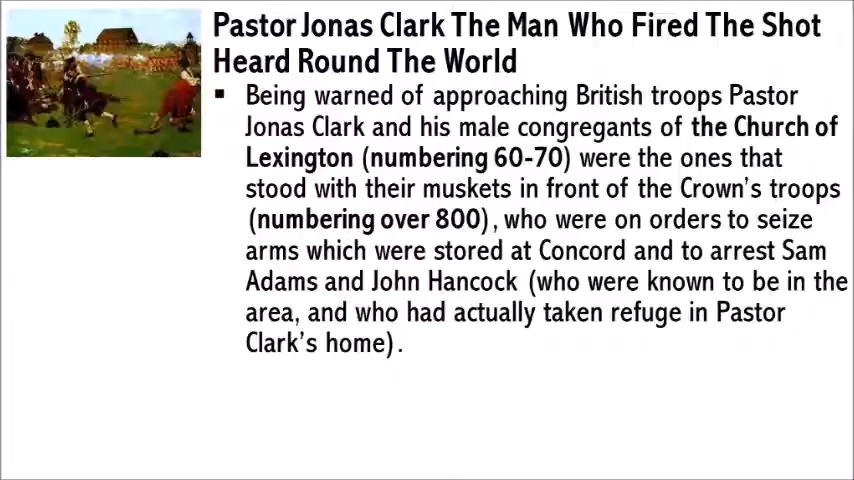 Pastor Jonas Clark The Man Who Fired The Shot
Heard Round The World
▪ Being warned of approaching British troops Pastor
Jonas Clark and his male congregants of the Church of
Lexington (numbering 60-70) were the ones that
stood with their muskets in front of the Crown's troops
(numbering over 800), who were on orders to seize
arms which were stored at Concord and to arrest Sam
Adams and John Hancock (who were known to be in the
area, and who had actually taken refuge in Pastor
Clark's home).